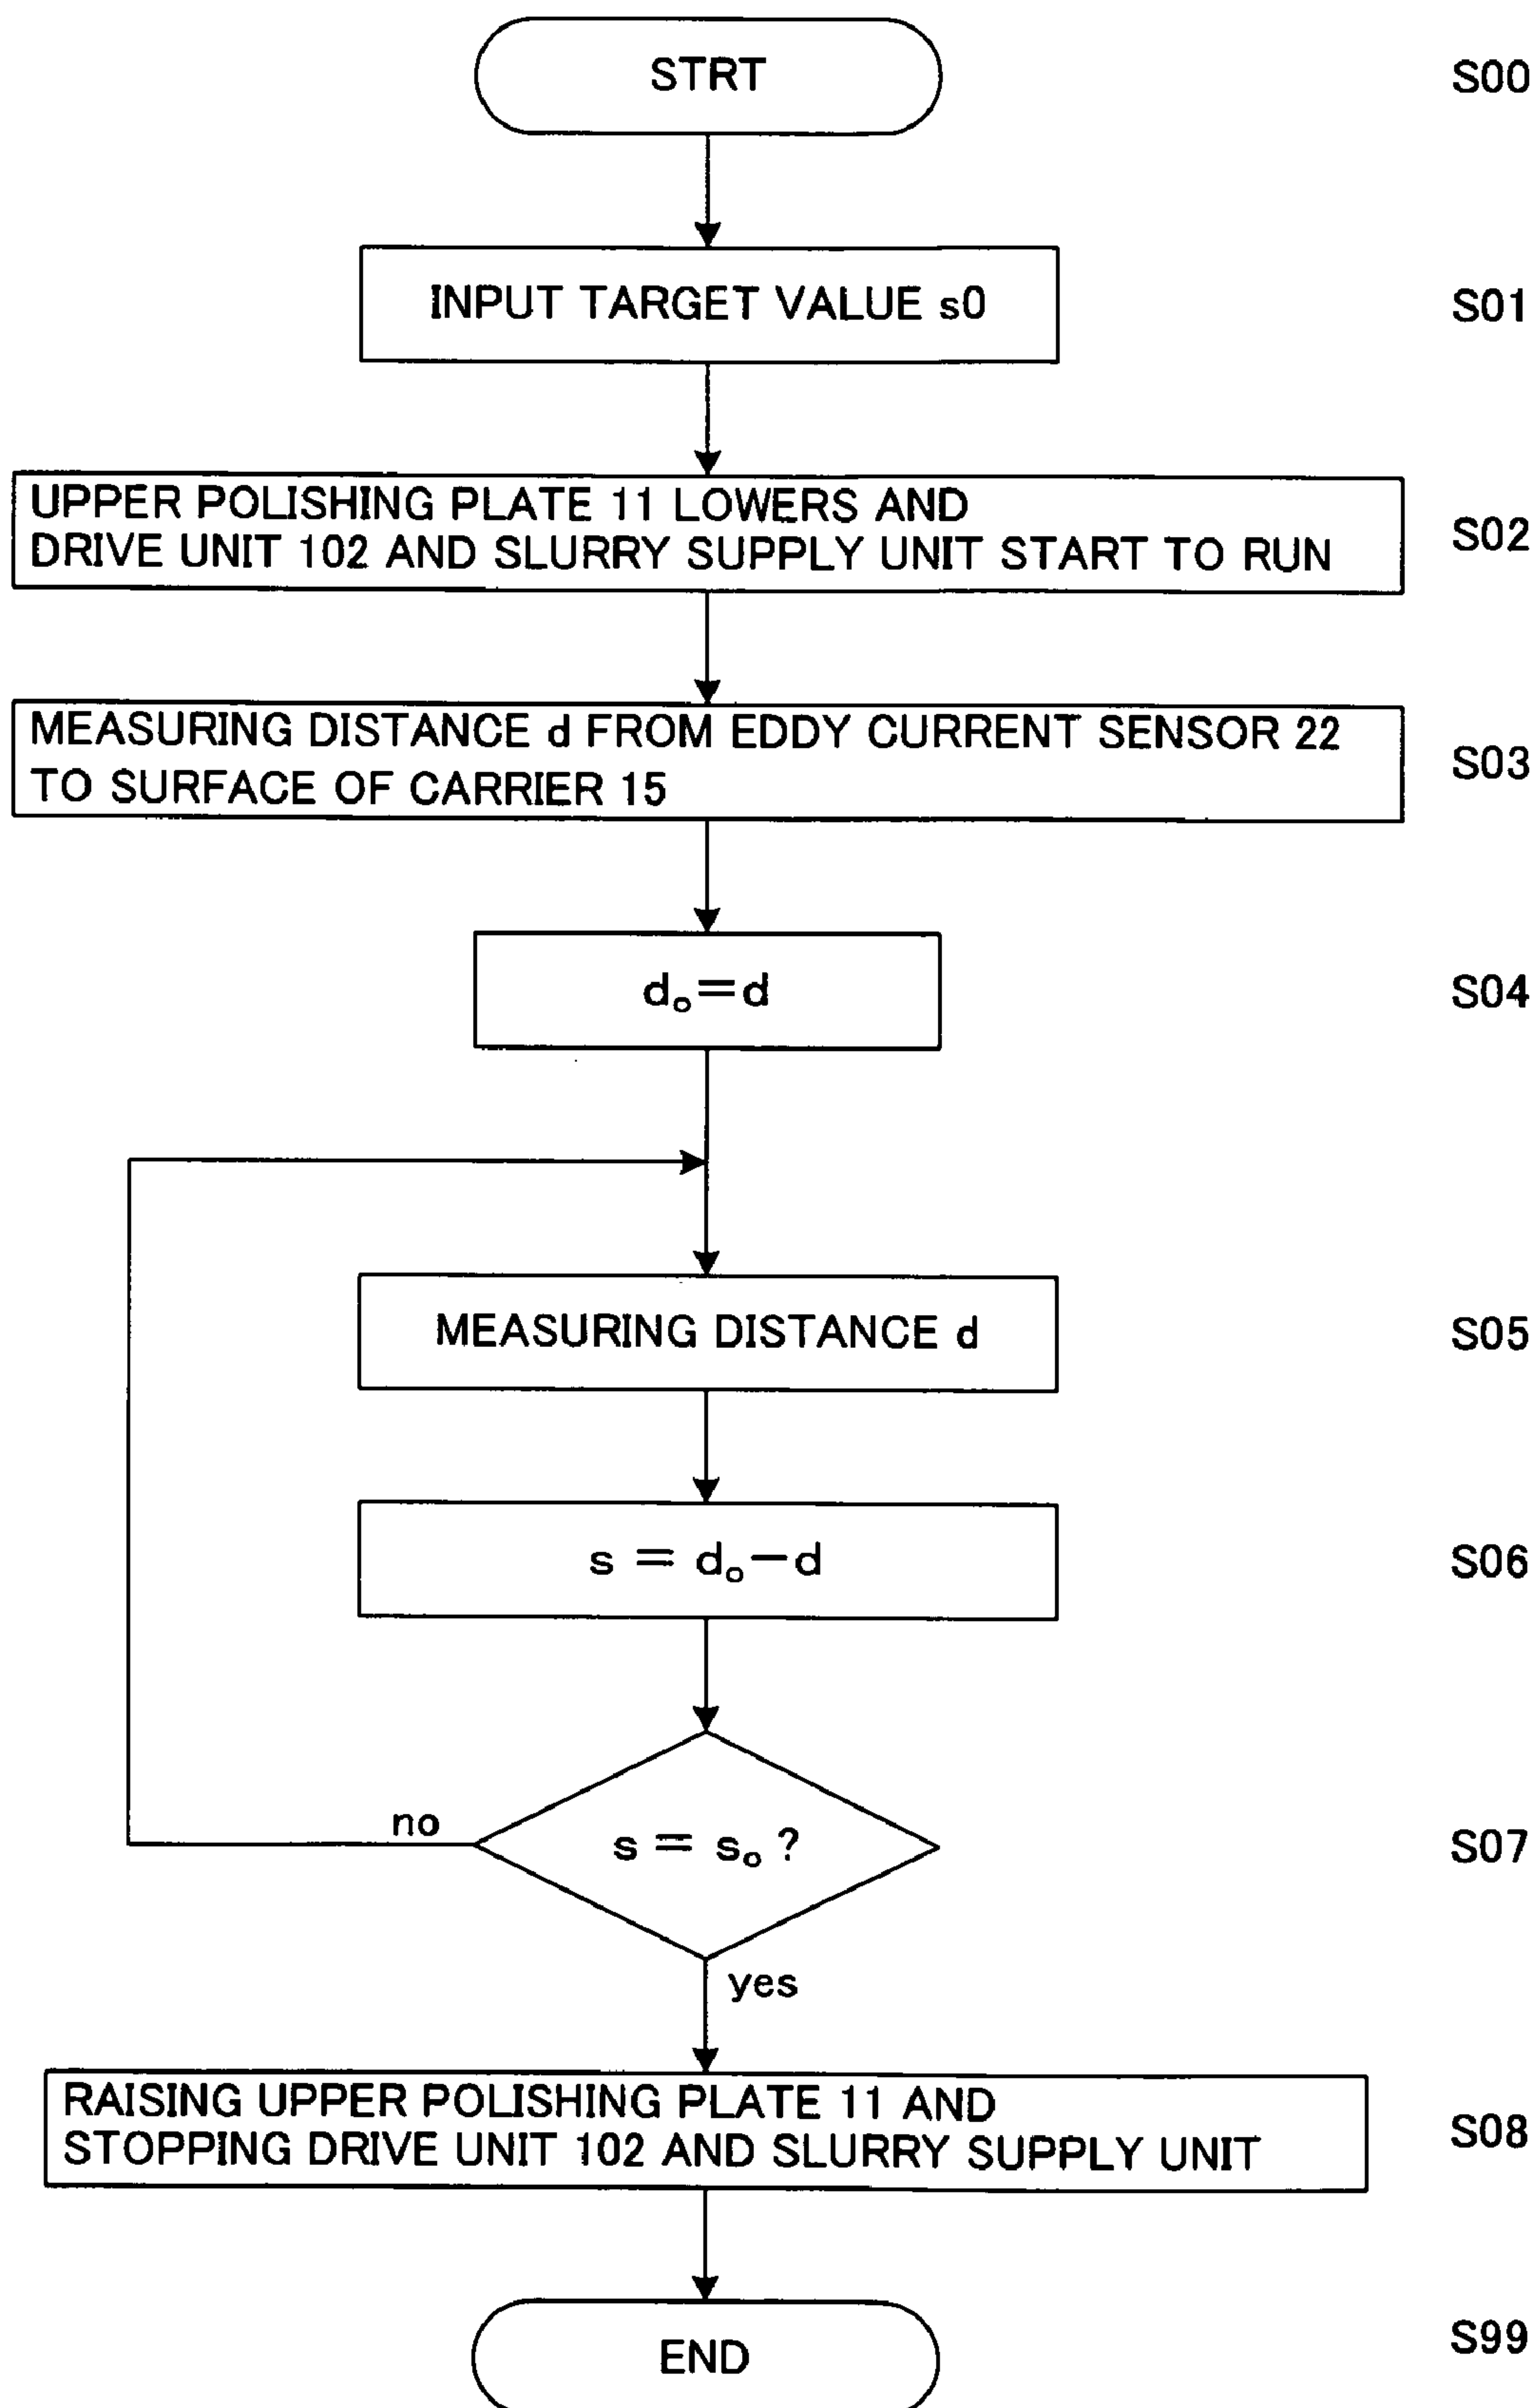 STRT
S00
INPUT TARGET VALUE s0
S01
UPPER POLISHING PLATE 11 LOWERS AND
DRIVE UNIT 102 AND SLURRY SUPPLY UNIT START TO RUN
S02
MEASURING DISTANCE d FROM EDDY CURRENT SENSOR 22
TO SURFACE OF CARRIER 15
S03
d₀=d
S04
MEASURING DISTANCE d
S05
s = d₀-d
S06
s = s₀ ?
S07
no
yes
RAISING UPPER POLISHING PLATE 11 AND
STOPPING DRIVE UNIT 102 AND SLURRY SUPPLY UNIT
S08
END
S99